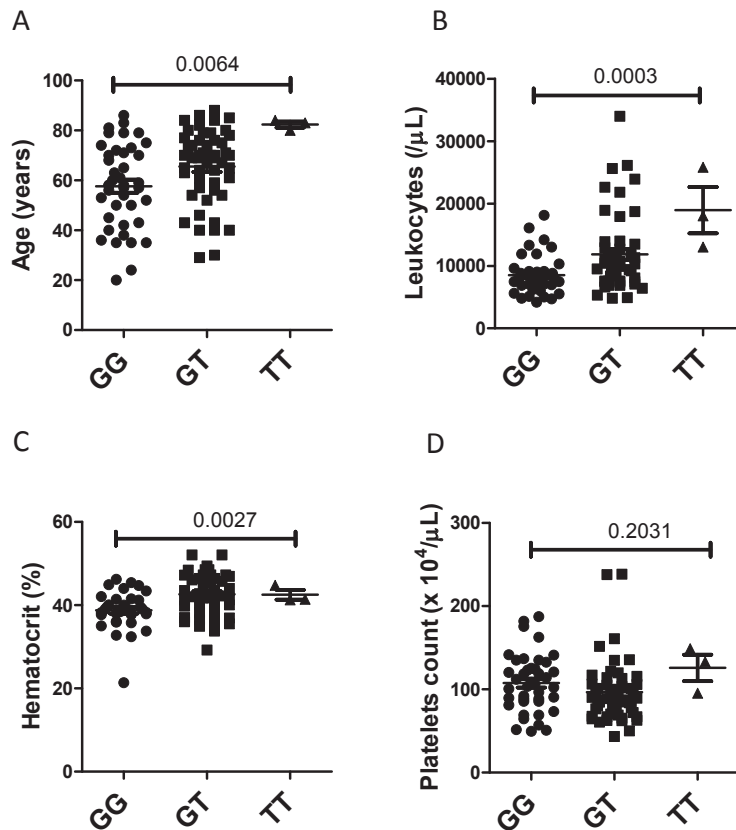 A
0.0064
Age (years)
100
80
60
40
20
0
GG
GT
TT
B
0.0003
Leukocytes (/μL)
40000
30000
20000
10000
0
GG
GT
TT
C
0.0027
Hematocrit (%)
60
40
20
0
GG
GT
TT
D
0.2031
Platelets count (x 10⁴/μL)
300
200
100
0
GG
GT
TT